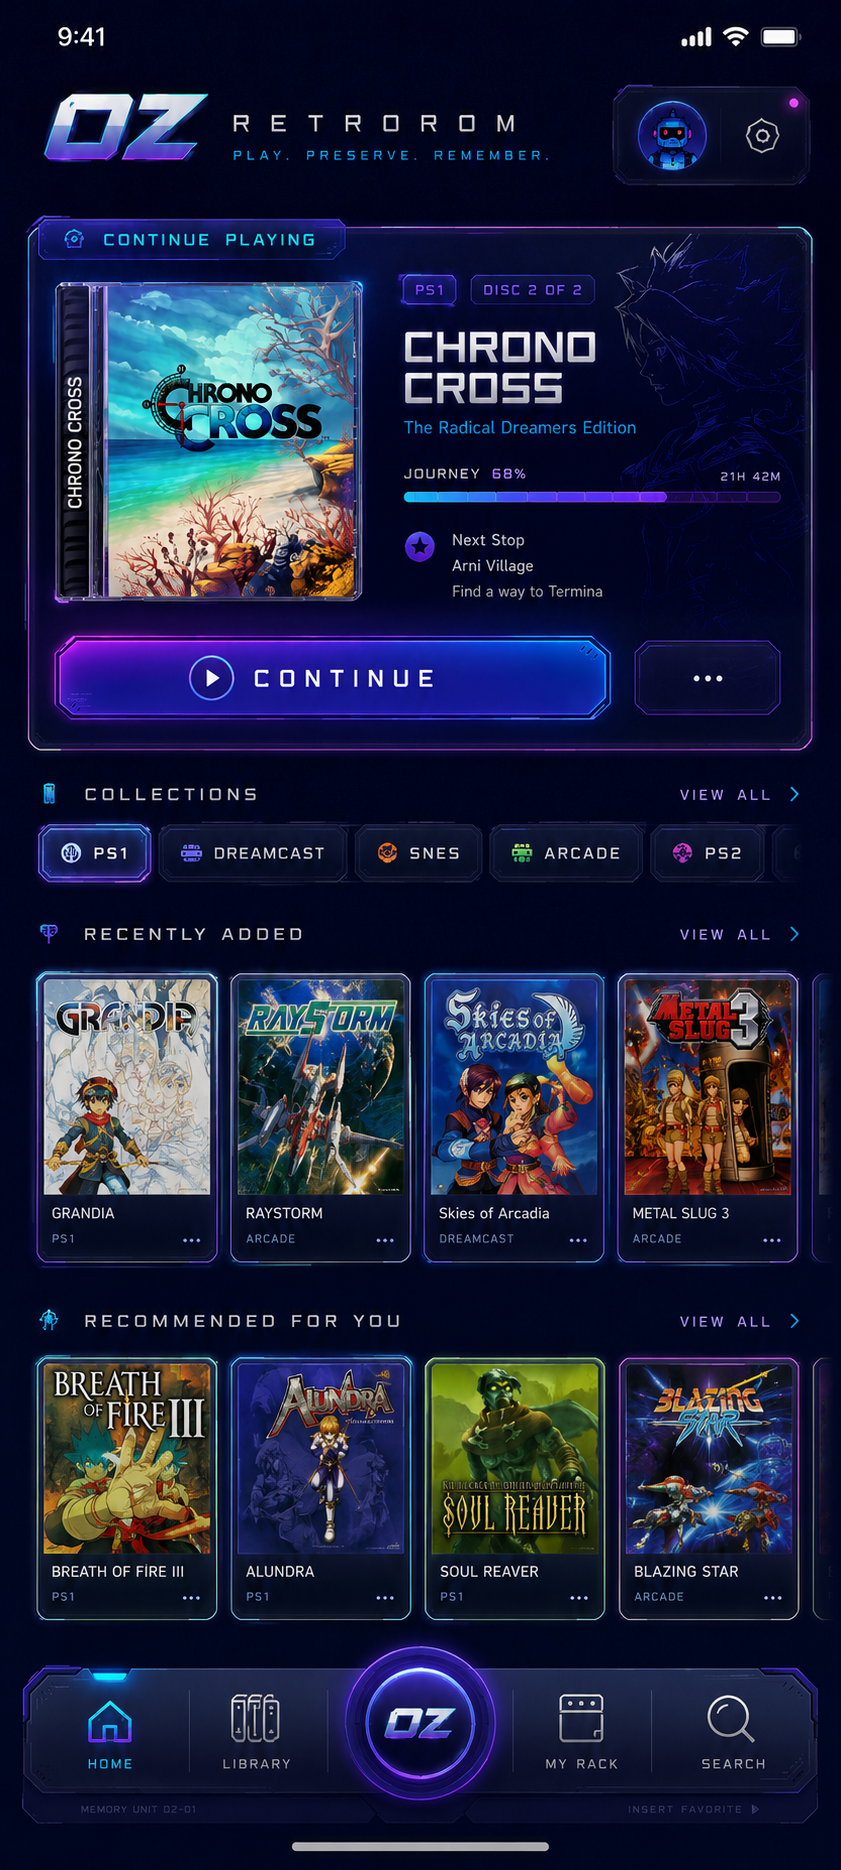 9:41
OZ
RETROROM
PLAY. PRESERVE. REMEMBER.
CONTINUE PLAYING
CHRONO CROSS
CHRONO
CROSS
PS1
DISC 2 OF 2
CHRONO
CROSS
The Radical Dreamers Edition
JOURNEY 68%
21H 42M
Next Stop
Arni Village
Find a way to Termina
CONTINUE
COLLECTIONS
VIEW ALL
PS1
DREAMCAST
SNES
ARCADE
PS2
RECENTLY ADDED
VIEW ALL
GRANDIA
RAYSTORM
SKIES OF
ARCADIA
METAL
SLUG 3
GRANDIA
PS1
RAYSTORM
ARCADE
Skies of Arcadia
DREAMCAST
METAL SLUG 3
ARCADE
RECOMMENDED FOR YOU
VIEW ALL
BREATH
OF FIRE III
ALUNDRA
SOUL REAVER
BLAZING
STAR
BREATH OF FIRE III
PS1
ALUNDRA
PS1
SOUL REAVER
PS1
BLAZING STAR
ARCADE
HOME
LIBRARY
OZ
MY RACK
SEARCH
MEMORY UNIT OZ-01
INSERT FAVORITE